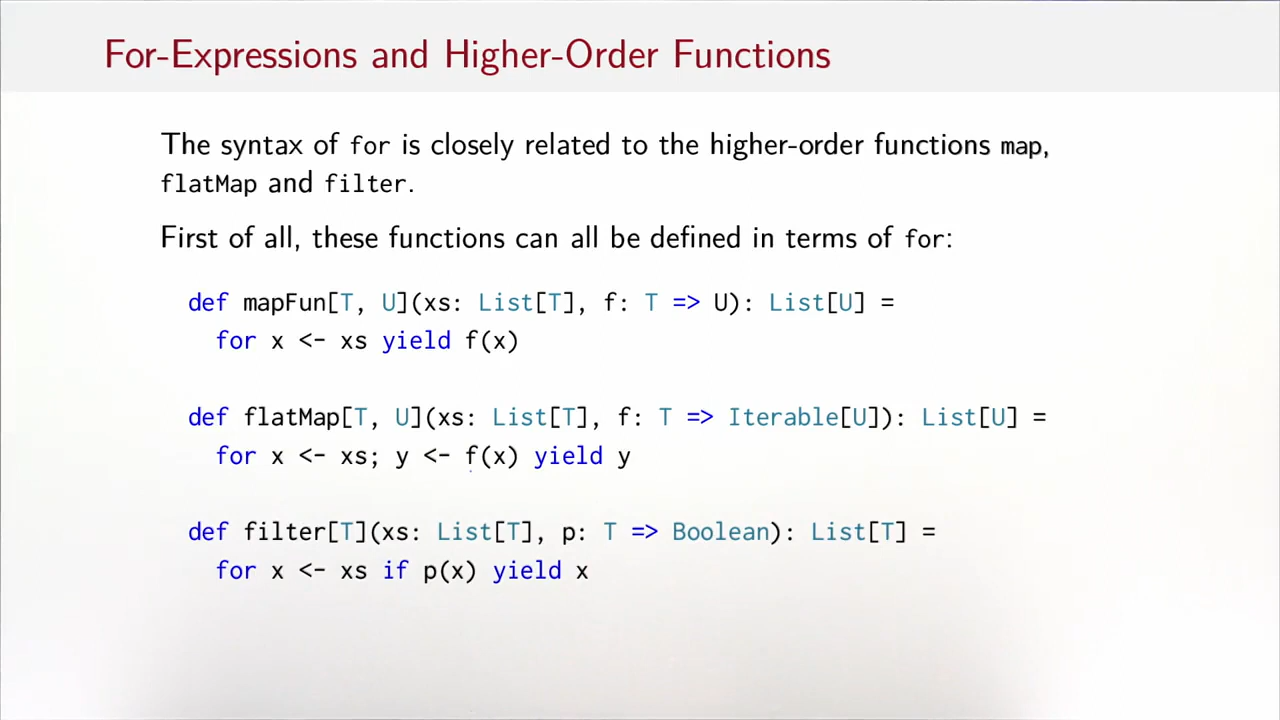 For-Expressions and Higher-Order Functions
The syntax of for is closely related to the higher-order functions map,
flatMap and filter.
First of all, these functions can all be defined in terms of for:
def mapFun[T, U](xs: List[T], f: T => U): List[U] =
for x <- xs yield f(x)
def flatMap[T, U](xs: List[T], f: T => Iterable[U]): List[U] =
for x <- xs; y <- f(x) yield y
def filter[T](xs: List[T], p: T => Boolean): List[T] =
for x <- xs if p(x) yield x